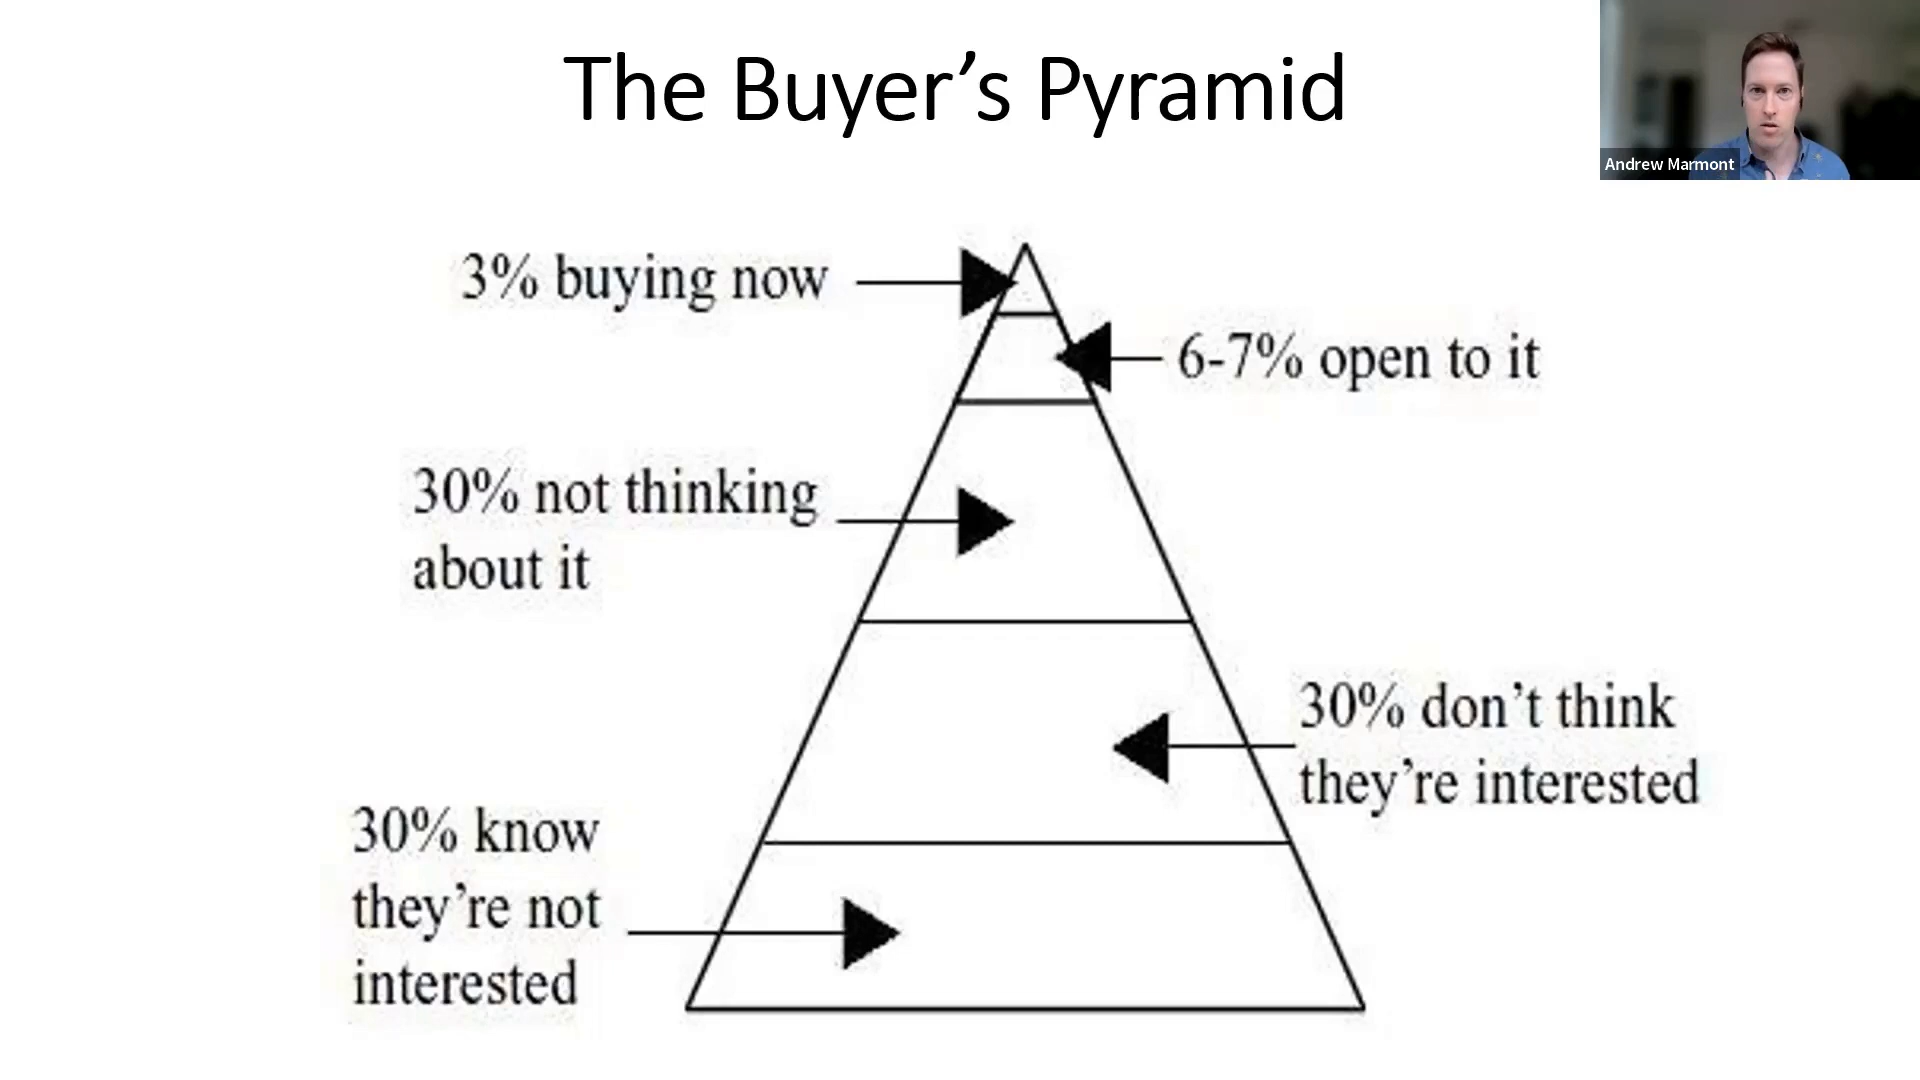 The Buyer’s Pyramid
Andrew Marmont
3% buying now
6-7% open to it
30% not thinking
about it
30% don’t think
they’re interested
30% know
they’re not
interested